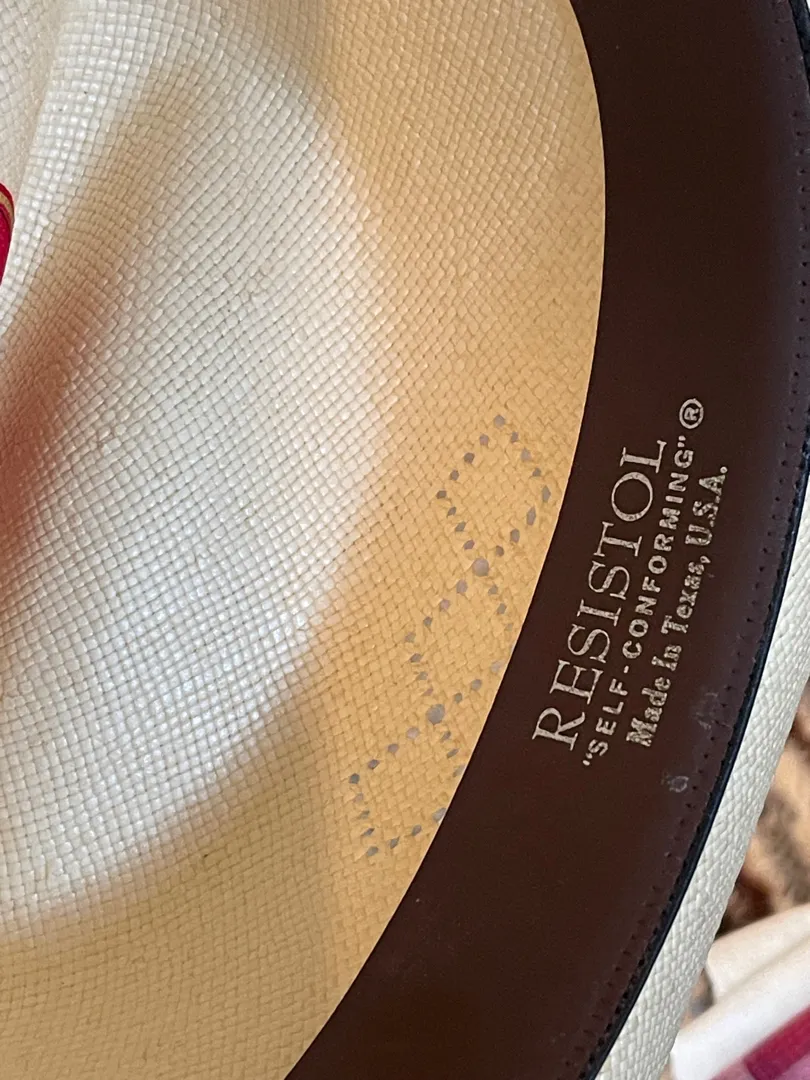 RESISTOL
"SELF-CONFORMING"®
Made in Texas, U.S.A.